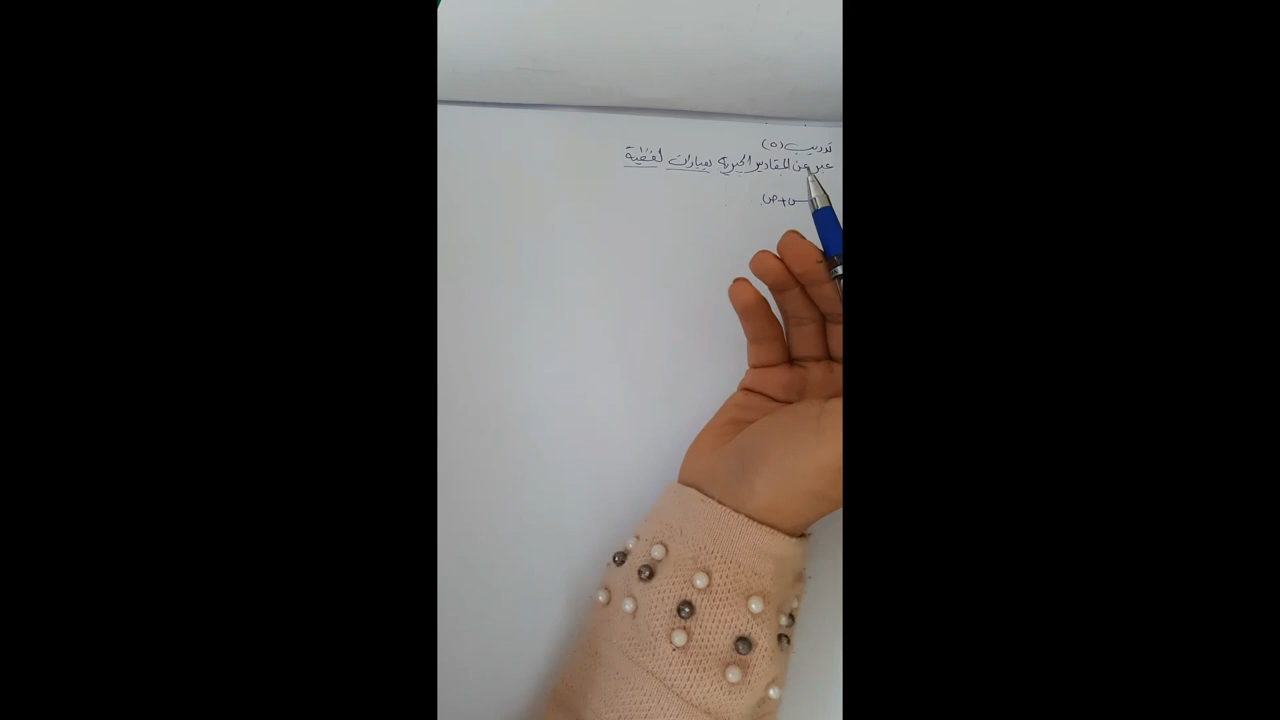 تدريب (٥)
عبر عن المقادير الجبرية بعبارات لفظية
س + ص